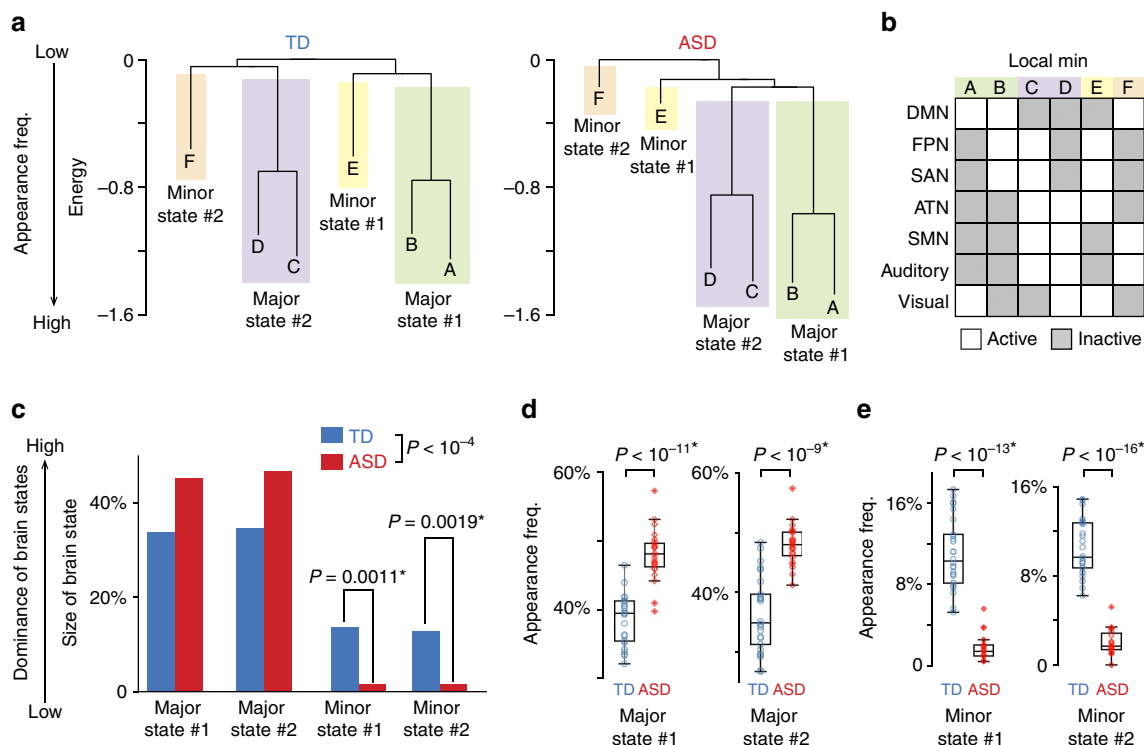 a
TD
ASD
Low
High
Appearance freq.
Energy
0
–0.8
–1.6
F
D
C
E
B
A
Minor
state #2
Major
state #2
Minor
state #1
Major
state #1
0
–0.8
–1.6
F
E
D
C
B
A
Minor
state #2
Minor
state #1
Major
state #2
Major
state #1
b
Local min
A B C D E F
DMN
FPN
SAN
ATN
SMN
Auditory
Visual
Active Inactive
c
High
Low
Dominance of brain states
Size of brain state
40%
20%
0
TD
ASD
P < 10–4
P = 0.0011*
P = 0.0019*
Major
state #1
Major
state #2
Minor
state #1
Minor
state #2
d
P < 10–11*
60%
40%
Appearance freq.
TD ASD
Major
state #1
P < 10–9*
60%
40%
TD ASD
Major
state #2
e
P < 10–13*
16%
8%
0
Appearance freq.
TD ASD
Minor
state #1
P < 10–16*
16%
8%
0
TD ASD
Minor
state #2